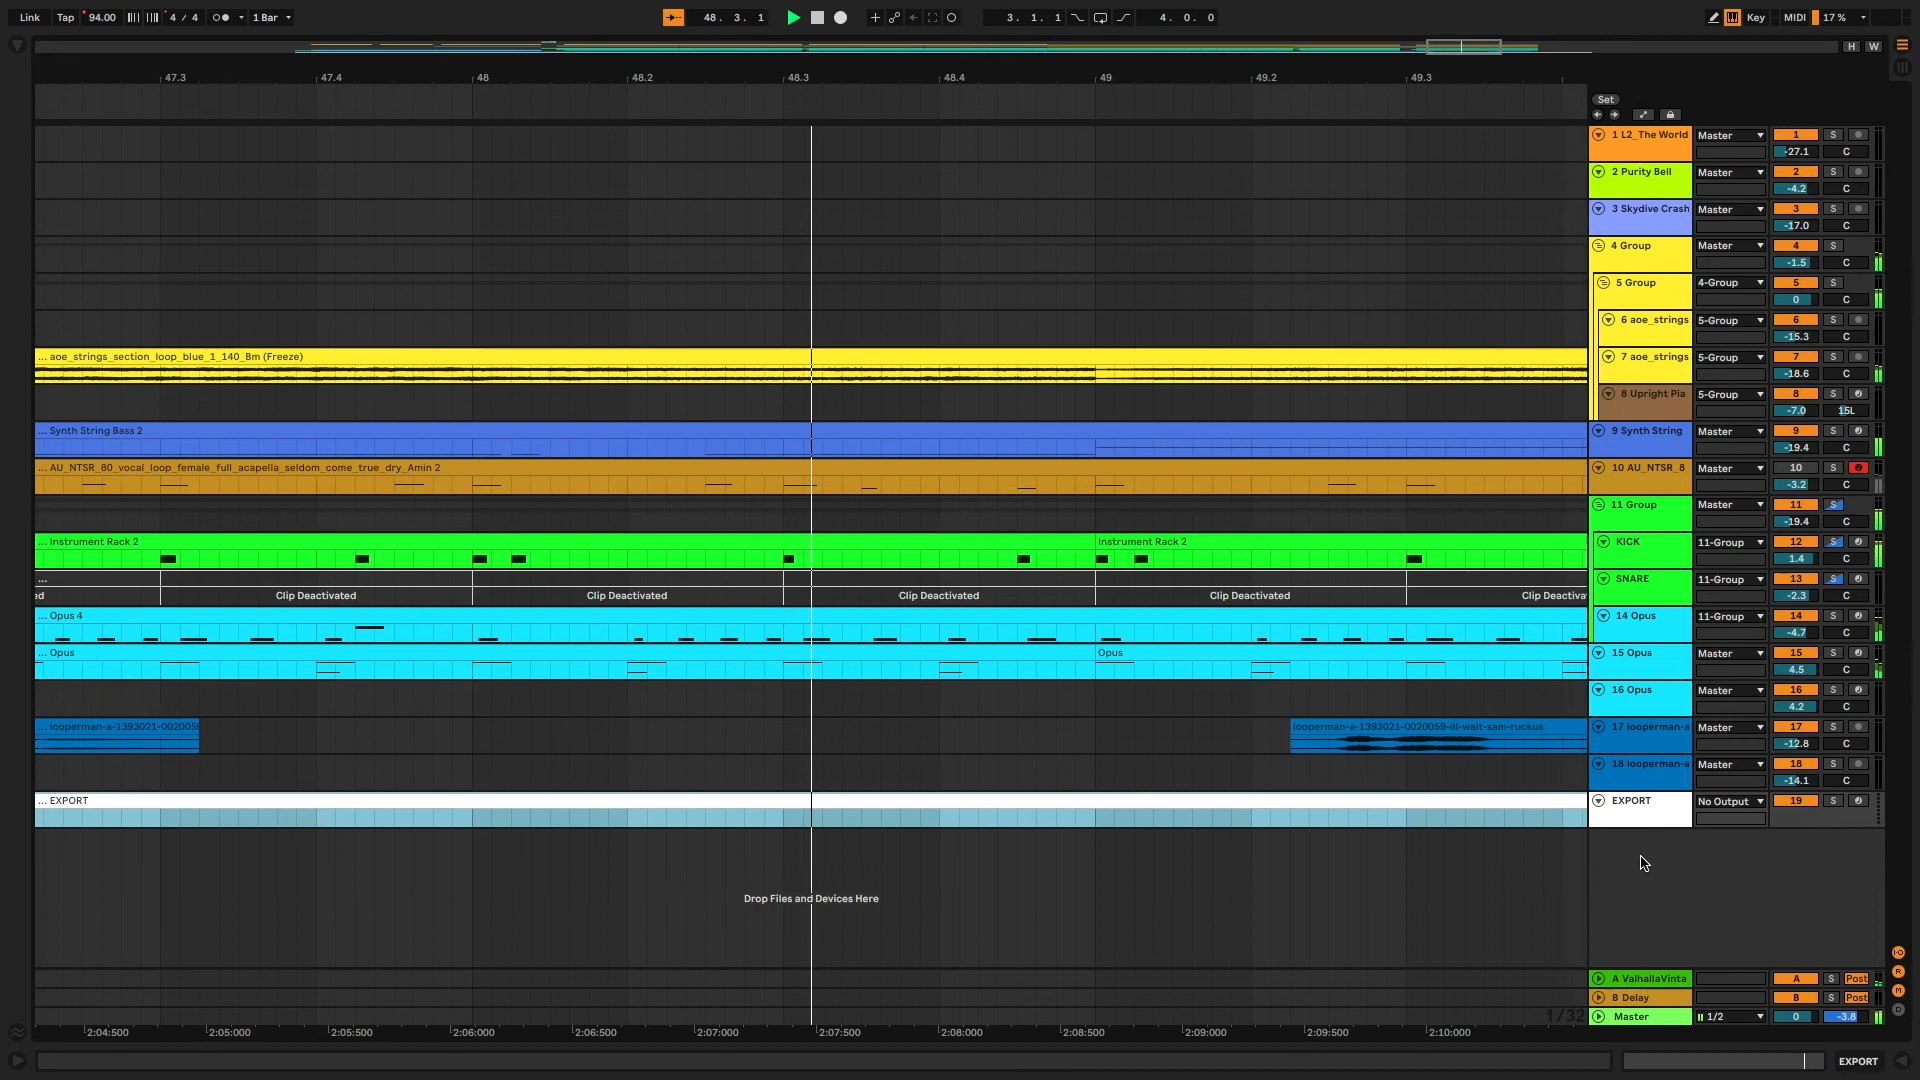 Link Tap 94.00 4 / 4 1 Bar 48. 3. 1 3. 1. 1 4. 0. 0 Key MIDI 17 %
H W
47.3 47.4 48 48.2 48.3 48.4 49 49.2 49.3
Set
1 L2_The World Master 1 S
-27.1 C
2 Purity Bell Master 2 S
-4.2 C
3 Skydive Crash Master 3 S
-17.0 C
4 Group Master 4 S
-1.5 C
5 Group 4-Group 5 S
0 C
6 aoe_strings 5-Group 6 S
-15.3 C
... aoe_strings_section_loop_blue_1_140_Bm (Freeze) 7 aoe_strings 5-Group 7 S
-18.6 C
8 Upright Pia 5-Group 8 S
-7.0 15L
... Synth String Bass 2 9 Synth String Master 9 S
-19.4 C
... AU_NTSR_80_vocal_loop_female_full_acapella_seldom_come_true_dry_Amin 2 10 AU_NTSR_8 Master 10 S
-3.2 C
11 Group Master 11 S
-19.4 C
... Instrument Rack 2 Instrument Rack 2 KICK 11-Group 12 S
1.4 C
... SNARE 11-Group 13 S
ed Clip Deactivated Clip Deactivated Clip Deactivated Clip Deactivated Clip Deactiva -2.3 C
... Opus 4 14 Opus 11-Group 14 S
-4.7 C
... Opus Opus 15 Opus Master 15 S
4.5 C
16 Opus Master 16 S
4.2 C
... looperman-a-1393021-0020059 looperman-a-1393021-0020059-ill-wait-sam-ruckus 17 looperman-a Master 17 S
-12.8 C
18 looperman-a Master 18 S
-14.1 C
... EXPORT EXPORT No Output 19 S
Drop Files and Devices Here
I·O
R
M
D
A ValhallaVinta A S Post
B Delay B S Post
1/32 Master 1/2 0 -3.8
2:04:500 2:05:000 2:05:500 2:06:000 2:06:500 2:07:000 2:07:500 2:08:000 2:08:500 2:09:000 2:09:500 2:10:000
EXPORT